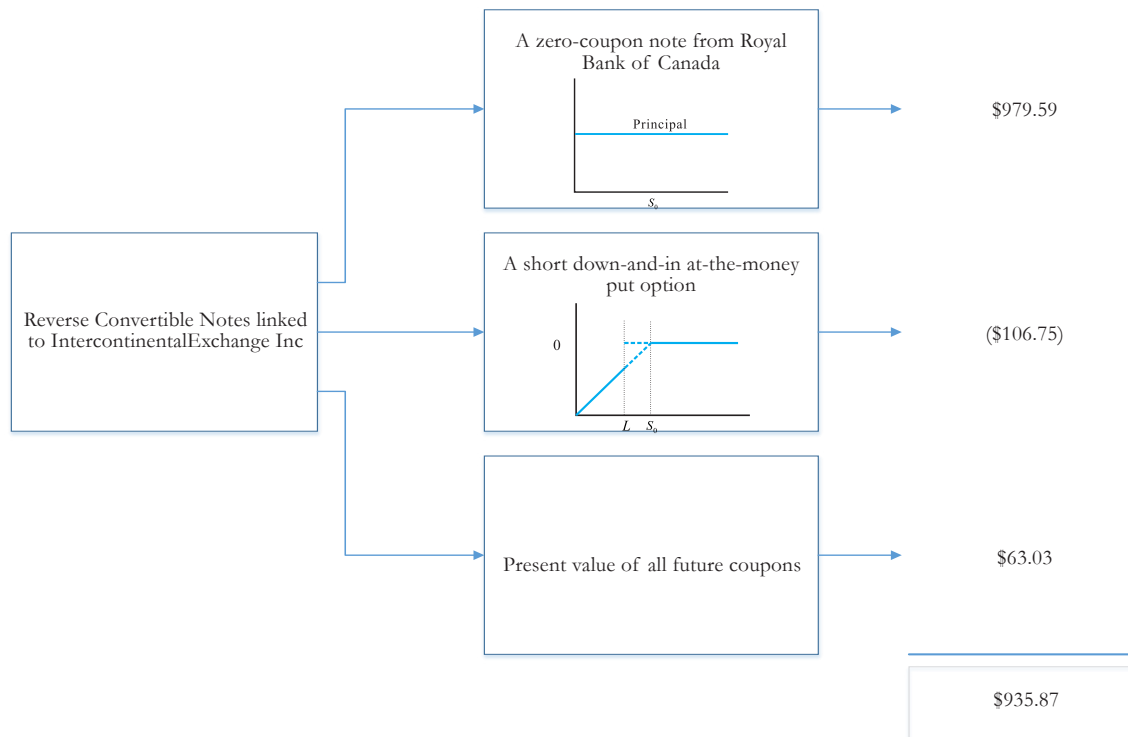 A zero-coupon note from Royal
Bank of Canada
Principal
S₀
$979.59
Reverse Convertible Notes linked
to IntercontinentalExchange Inc
A short down-and-in at-the-money
put option
0
L S₀
($106.75)
Present value of all future coupons
$63.03
$935.87